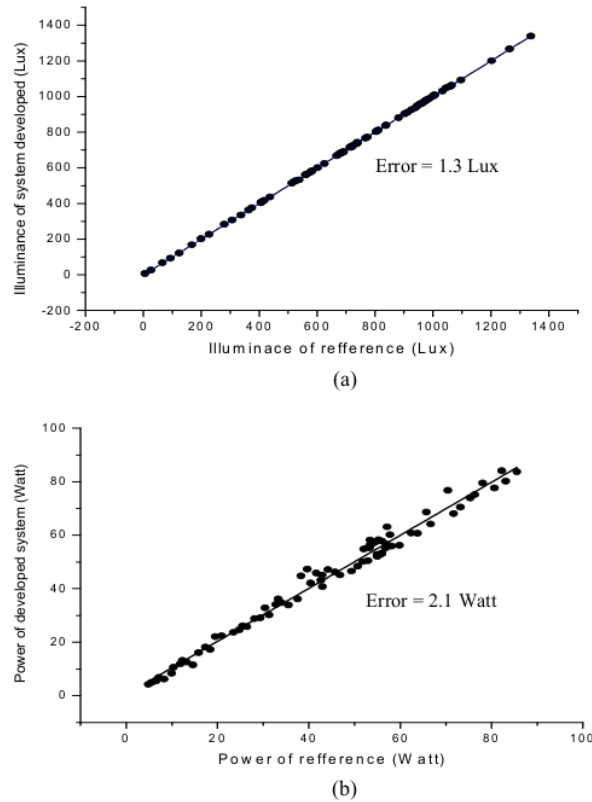 1400
1200
1000
800
600
400
200
0
-200
Illuminance of system developed (Lux)
Error = 1.3 Lux
-200 0 200 400 600 800 1000 1200 1400
Illuminace of refference (Lux)
(a)
100
80
60
40
20
0
Power of developed system (Watt)
Error = 2.1 Watt
0 20 40 60 80 100
Power of refference (Watt)
(b)